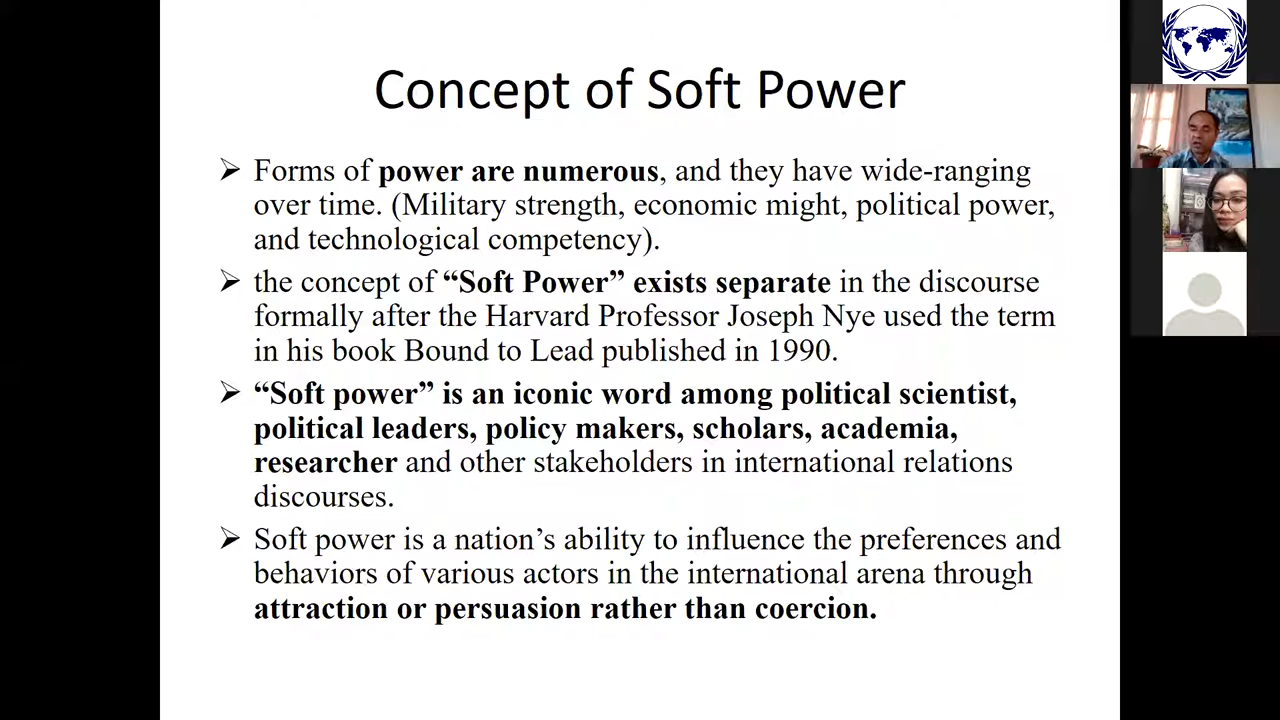 Concept of Soft Power
➢ Forms of power are numerous, and they have wide-ranging
over time. (Military strength, economic might, political power,
and technological competency).
➢ the concept of “Soft Power” exists separate in the discourse
formally after the Harvard Professor Joseph Nye used the term
in his book Bound to Lead published in 1990.
➢ “Soft power” is an iconic word among political scientist,
political leaders, policy makers, scholars, academia,
researcher and other stakeholders in international relations
discourses.
➢ Soft power is a nation’s ability to influence the preferences and
behaviors of various actors in the international arena through
attraction or persuasion rather than coercion.